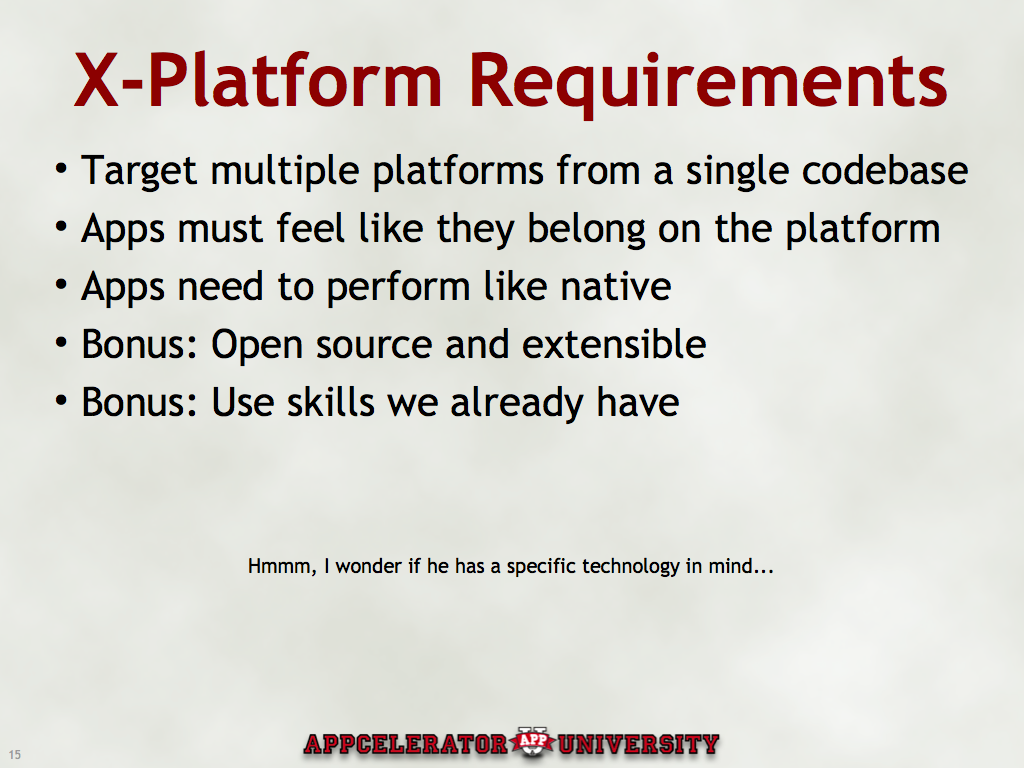 X-Platform Requirements
• Target multiple platforms from a single codebase
• Apps must feel like they belong on the platform
• Apps need to perform like native
• Bonus: Open source and extensible
• Bonus: Use skills we already have
Hmmm, I wonder if he has a specific technology in mind...
APPCELERATOR U APP UNIVERSITY
15